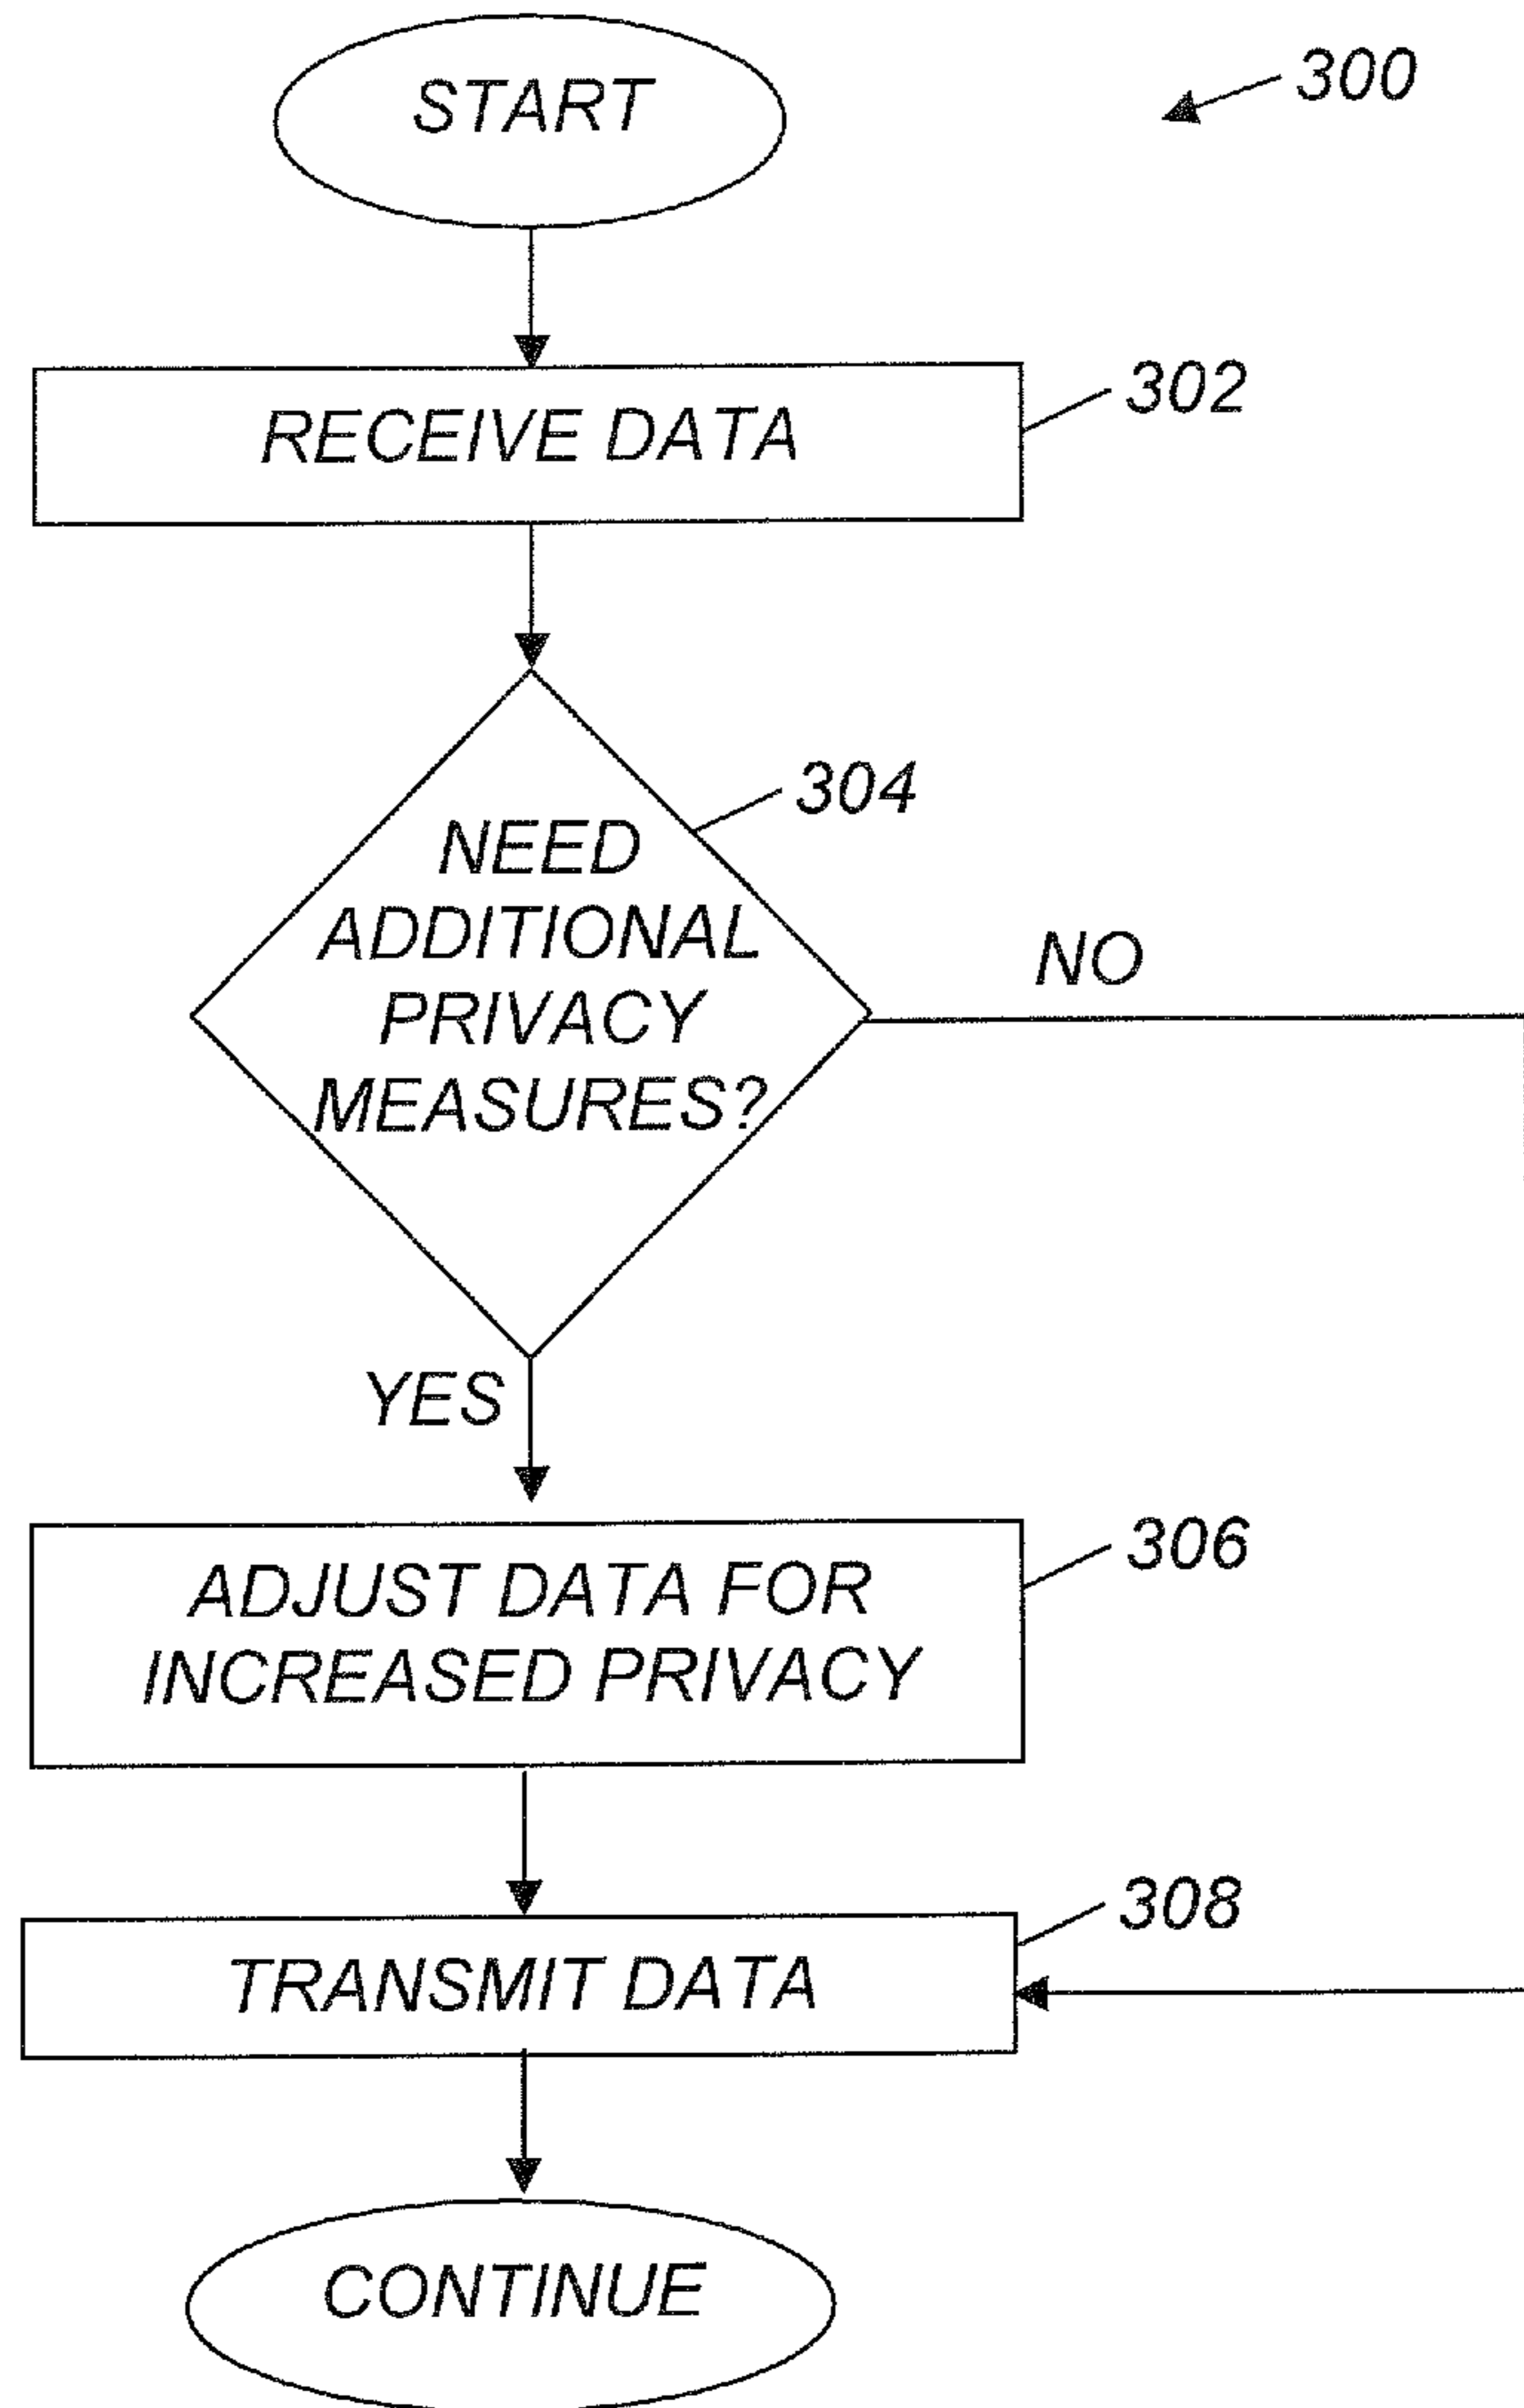 START
300
RECEIVE DATA
302
304
NEED
ADDITIONAL
PRIVACY
MEASURES?
NO
YES
306
ADJUST DATA FOR
INCREASED PRIVACY
308
TRANSMIT DATA
CONTINUE